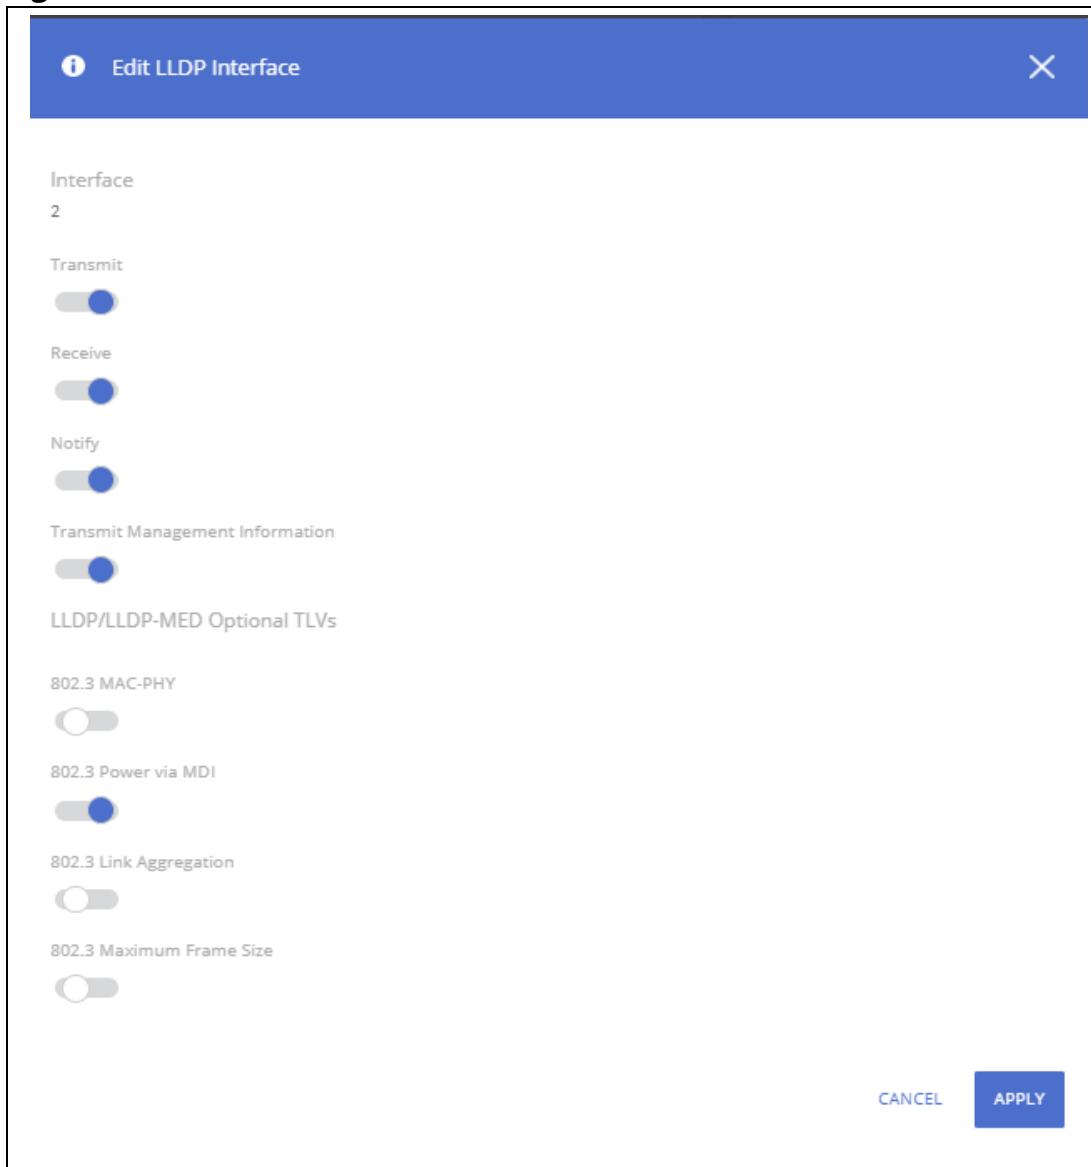 Edit LLDP Interface
Interface
2
Transmit
Receive
Notify
Transmit Management Information
LLDP/LLDP-MED Optional TLVs
802.3 MAC-PHY
802.3 Power via MDI
802.3 Link Aggregation
802.3 Maximum Frame Size
CANCEL APPLY